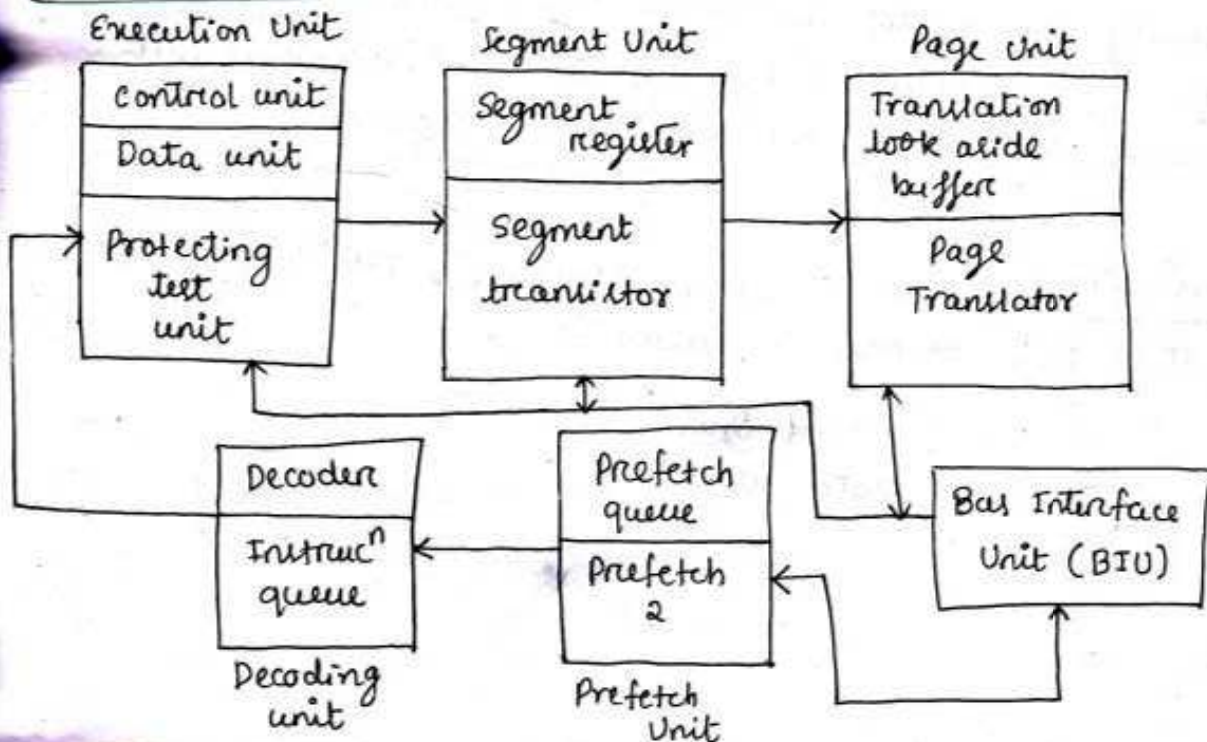 Execution Unit
Control unit
Data unit
Protecting
test
unit
Segment Unit
Segment
register
Segment
transistor
Page Unit
Translation
look aside
buffer
Page
Translator
Decoder
Instrucⁿ
queue
Decoding
unit
Prefetch
queue
Prefetch
2
Prefetch
Unit
Bus Interface
Unit (BIU)